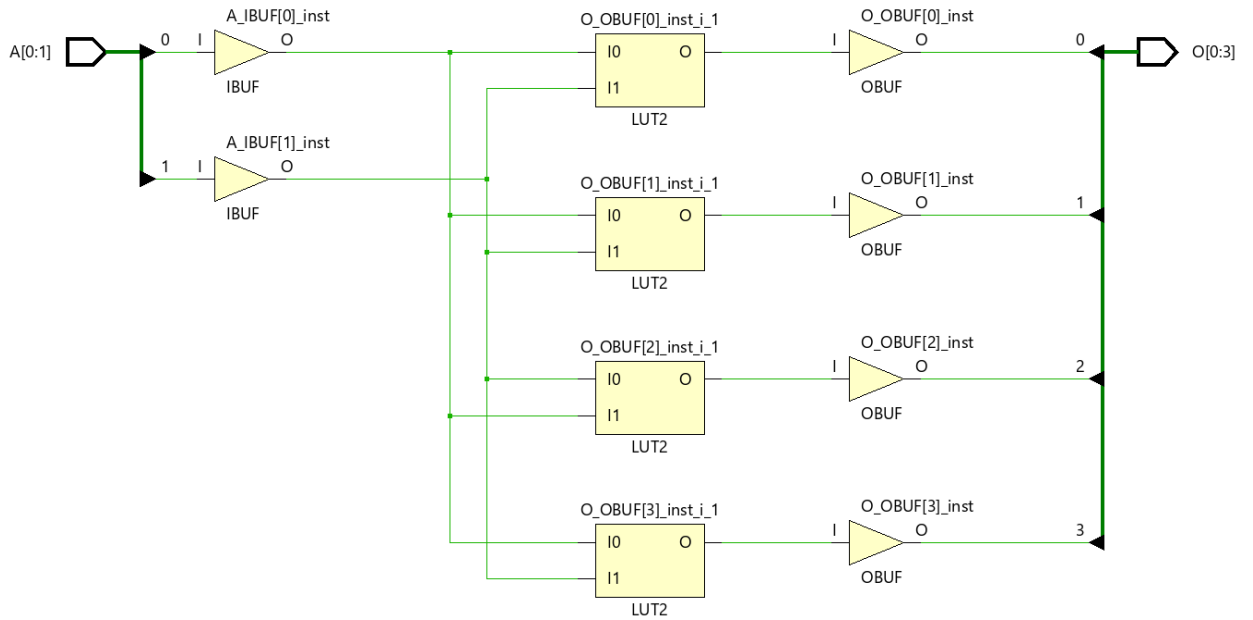 A_IBUF[0]_inst
O_OBUF[0]_inst_i_1
O_OBUF[0]_inst
A[0:1]
0
I
O
I0
O
I
O
0
O[0:3]
IBUF
I1
OBUF
LUT2
A_IBUF[1]_inst
1
I
O
O_OBUF[1]_inst_i_1
O_OBUF[1]_inst
IBUF
I0
O
I
O
1
I1
OBUF
LUT2
O_OBUF[2]_inst_i_1
O_OBUF[2]_inst
I0
O
I
O
2
I1
OBUF
LUT2
O_OBUF[3]_inst_i_1
O_OBUF[3]_inst
I0
O
I
O
3
I1
OBUF
LUT2